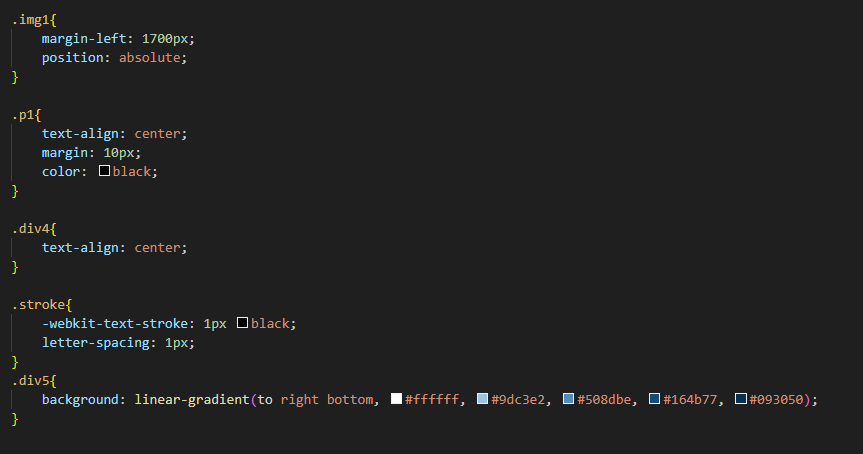 .img1{
    margin-left: 1700px;
    position: absolute;
}

.p1{
    text-align: center;
    margin: 10px;
    color: black;
}

.div4{
    text-align: center;
}

.stroke{
    -webkit-text-stroke: 1px black;
    letter-spacing: 1px;
}
.div5{
    background: linear-gradient(to right bottom, #ffffff, #9dc3e2, #508dbe, #164b77, #093050);
}